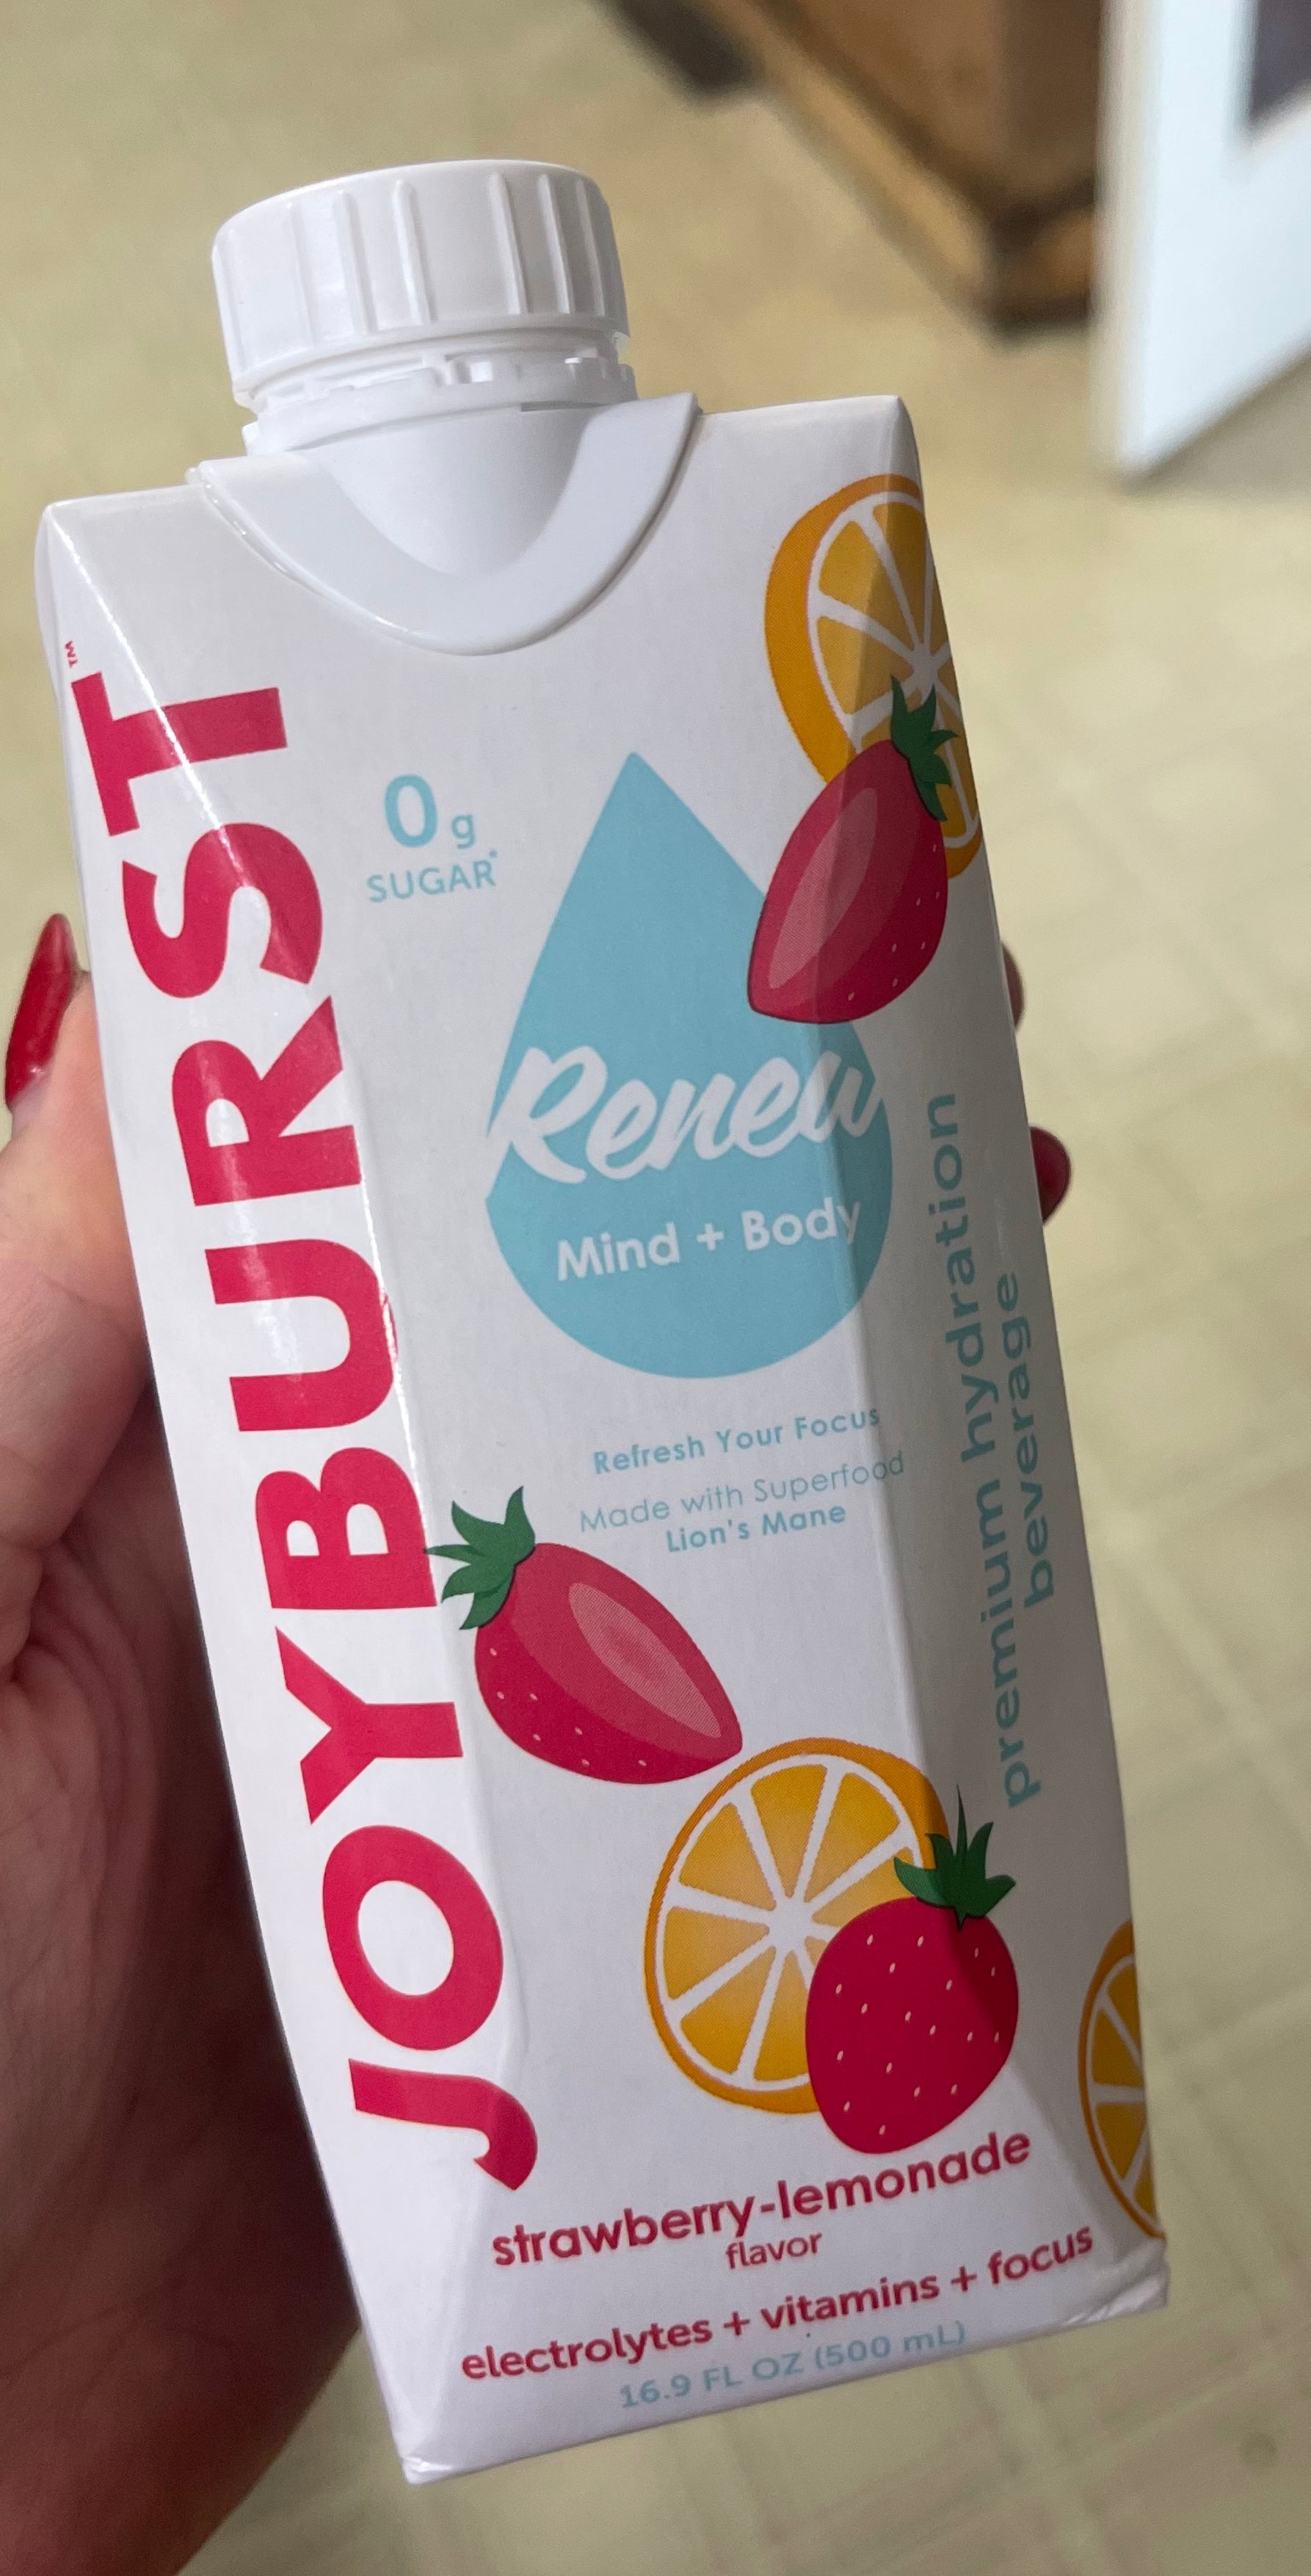 JOYBURST™
0g
SUGAR*
Renew
Mind + Body
Refresh Your Focus
Made with Superfood
Lion's Mane
premium hydration
beverage
strawberry-lemonade
flavor
electrolytes + vitamins + focus
16.9 FL OZ (500 mL)